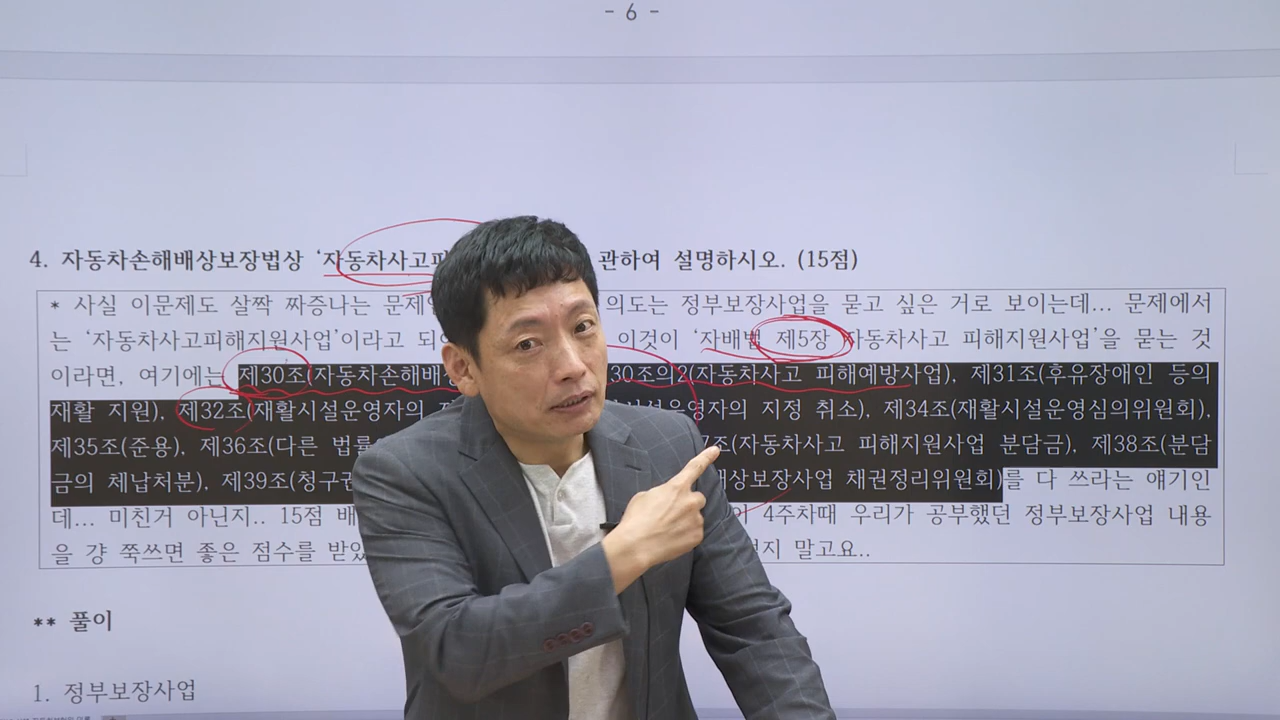 - 6 -
4. 자동차손해배상보장법상 ‘자동차사고피 관하여 설명하시오. (15점)
* 사실 이문제도 살짝 짜증나는 문제 의도는 정부보장사업을 묻고 싶은 거로 보이는데... 문제에서
는 ‘자동차사고피해지원사업’이라고 되 이것이 ‘자배법 제5장 자동차사고 피해지원사업’을 묻는 것
이라면, 여기에는 제30조(자동차손해배 30조의2(자동차사고 피해예방사업), 제31조(후유장애인 등의
재활 지원), 제32조(재활시설운영자의 영자의 지정 취소), 제34조(재활시설운영심의위원회),
제35조(준용), 제36조(다른 법률 조(자동차사고 피해지원사업 분담금), 제38조(분담
금의 체납처분), 제39조(청구권 상보장사업 채권정리위원회)를 다 쓰라는 얘기인
데... 미친거 아닌지.. 15점 배 4주차때 우리가 공부했던 정부보장사업 내용
을 걍 쭉쓰면 좋은 점수를 받았 지 말고요..
** 풀이
1. 정부보장사업